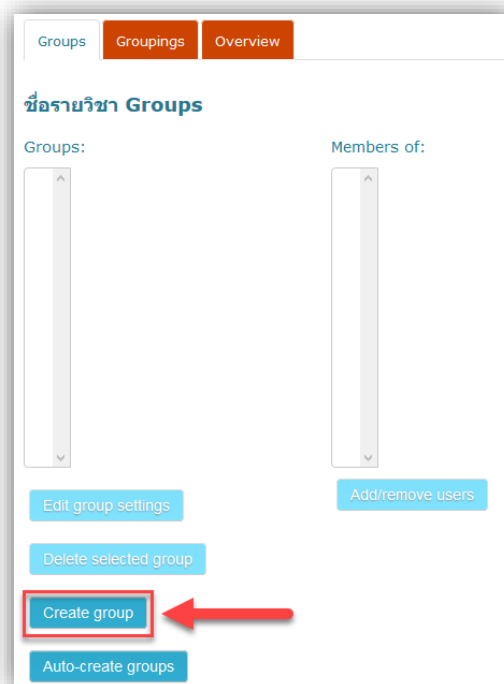 Groups Groupings Overview
ชื่อรายวิชา Groups
Groups: Members of:
Edit group settings Add/remove users
Delete selected group
Create group
Auto-create groups